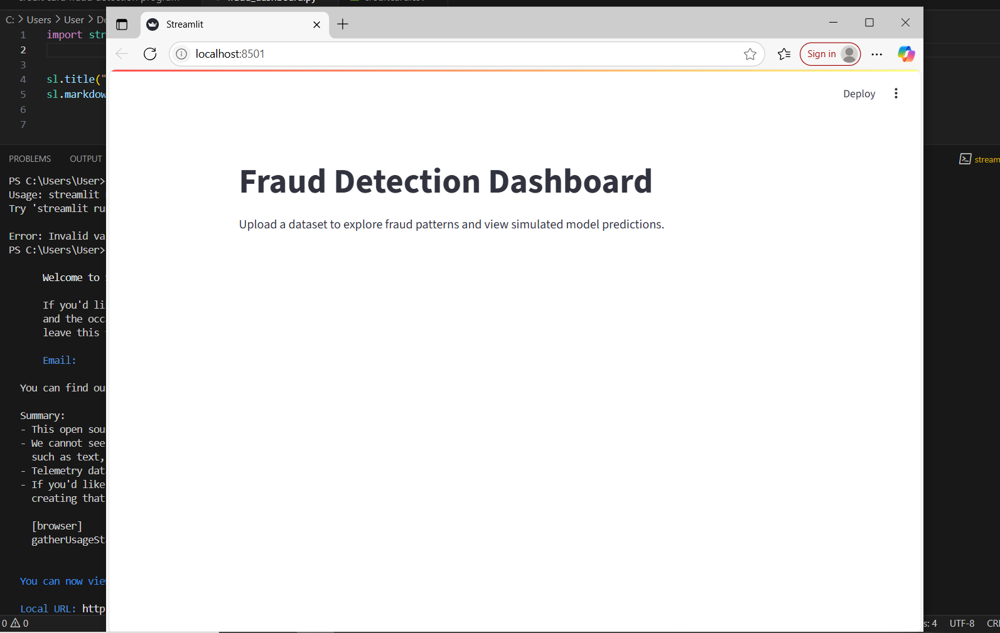 C: > Users > User > Do
1 import str
2
3
4 sl.title("
5 sl.markdow
6
7
PROBLEMS OUTPUT
PS C:\Users\User>
Usage: streamlit
Try 'streamlit ru
Error: Invalid va
PS C:\Users\User>
Welcome to
If you'd li
and the occ
leave this
Email:
You can find ou
Summary:
- This open sou
- We cannot see
such as text,
- Telemetry dat
- If you'd like
creating that
[browser]
gatherUsageSt
You can now vie
Local URL: http
0 0
Streamlit
localhost:8501
Sign in
Deploy
Fraud Detection Dashboard
Upload a dataset to explore fraud patterns and view simulated model predictions.
stream
s: 4 UTF-8 CR